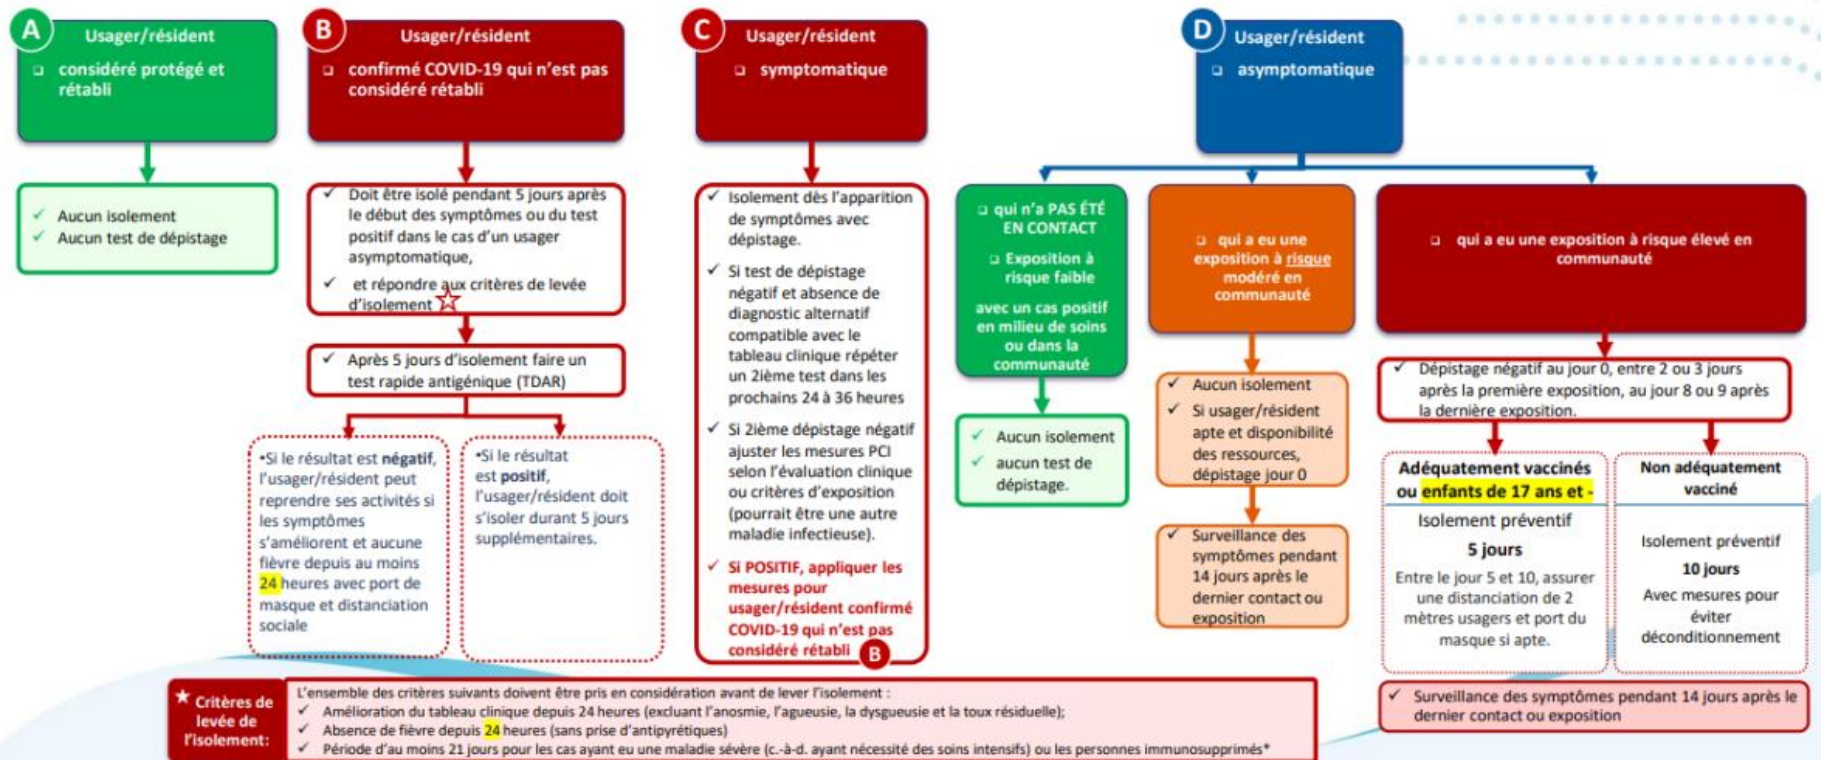 A
Usager/résident
considéré protégé et
rétabli
Aucun isolement
Aucun test de dépistage
B
Usager/résident
confirmé COVID-19 qui n'est pas
considéré rétabli
Doit être isolé pendant 5 jours après
le début des symptômes ou du test
positif dans le cas d'un usager
asymptomatique,
et répondre aux critères de levée
d'isolement
Après 5 jours d'isolement faire un
test rapide antigénique (TDAR)
•Si le résultat est négatif,
l'usager/résident peut
reprendre ses activités si
les symptômes
s'améliorent et aucune
fièvre depuis au moins
24 heures avec port de
masque et distanciation
sociale
•Si le résultat
est positif,
l'usager/résident doit
s'isoler durant 5 jours
supplémentaires.
C
Usager/résident
symptomatique
Isolement dès l'apparition
de symptômes avec
dépistage.
Si test de dépistage
négatif et absence de
diagnostic alternatif
compatible avec le
tableau clinique répéter
un 2ième test dans les
prochains 24 à 36 heures
Si 2ième dépistage négatif
ajuster les mesures PCI
selon l'évaluation clinique
ou critères d'exposition
(pourrait être une autre
maladie infectieuse).
Si POSITIF, appliquer les
mesures pour
usager/résident confirmé
COVID-19 qui n'est pas
considéré rétabli B
D
Usager/résident
asymptomatique
qui n'a PAS ÉTÉ
EN CONTACT
Exposition à
risque faible
avec un cas positif
en milieu de soins
ou dans la
communauté
Aucun isolement
aucun test de
dépistage.
qui a eu une
exposition à risque
modéré en
communauté
Aucun isolement
Si usager/résident
apte et disponibilité
des ressources,
dépistage jour 0
Surveillance des
symptômes pendant
14 jours après le
dernier contact ou
exposition
qui a eu une exposition à risque élevé en
communauté
Dépistage négatif au jour 0, entre 2 ou 3 jours
après la première exposition, au jour 8 ou 9 après
la dernière exposition.
Adéquatement vaccinés
ou enfants de 17 ans et -
Isolement préventif
5 jours
Entre le jour 5 et 10, assurer
une distanciation de 2
mètres usagers et port du
masque si apte.
Non adéquatement
vacciné
Isolement préventif
10 jours
Avec mesures pour
éviter
déconditionnement
Surveillance des symptômes pendant 14 jours après le
dernier contact ou exposition
Critères de
levée de
l'isolement:
L'ensemble des critères suivants doivent être pris en considération avant de lever l'isolement :
Amélioration du tableau clinique depuis 24 heures (excluant l'anosmie, l'agueusie, la dysgueusie et la toux résiduelle);
Absence de fièvre depuis 24 heures (sans prise d'antipyrétiques)
Période d'au moins 21 jours pour les cas ayant eu une maladie sévère (c.-à-d. ayant nécessité des soins intensifs) ou les personnes immunosupprimés*